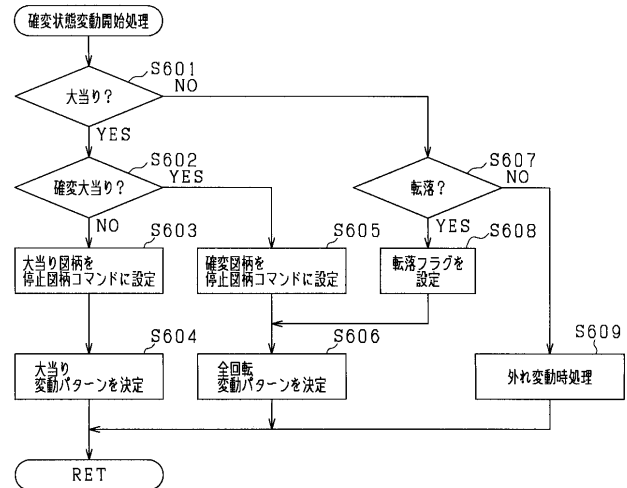 確変状態変動開始処理
S601
大当り?
NO
YES
S602
確変大当り?
YES
NO
S607
転落?
NO
YES
S603
大当り図柄を
停止図柄コマンドに設定
S605
確変図柄を
停止図柄コマンドに設定
S608
転落フラグを
設定
S604
大当り
変動パターンを決定
S606
全回転
変動パターンを決定
S609
外れ変動時処理
RET